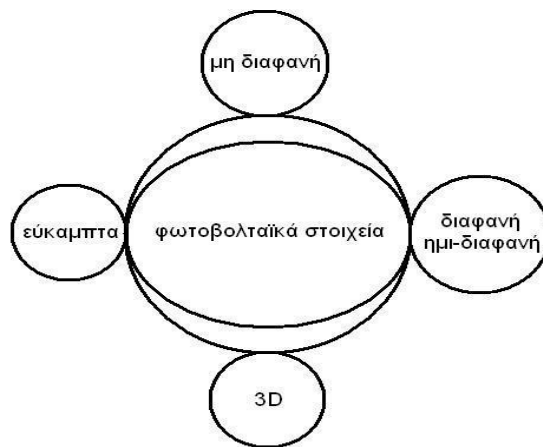 μη διαφανή
εύκαμπτα
φωτοβολταϊκά στοιχεία
διαφανή
ημι-διαφανή
3D